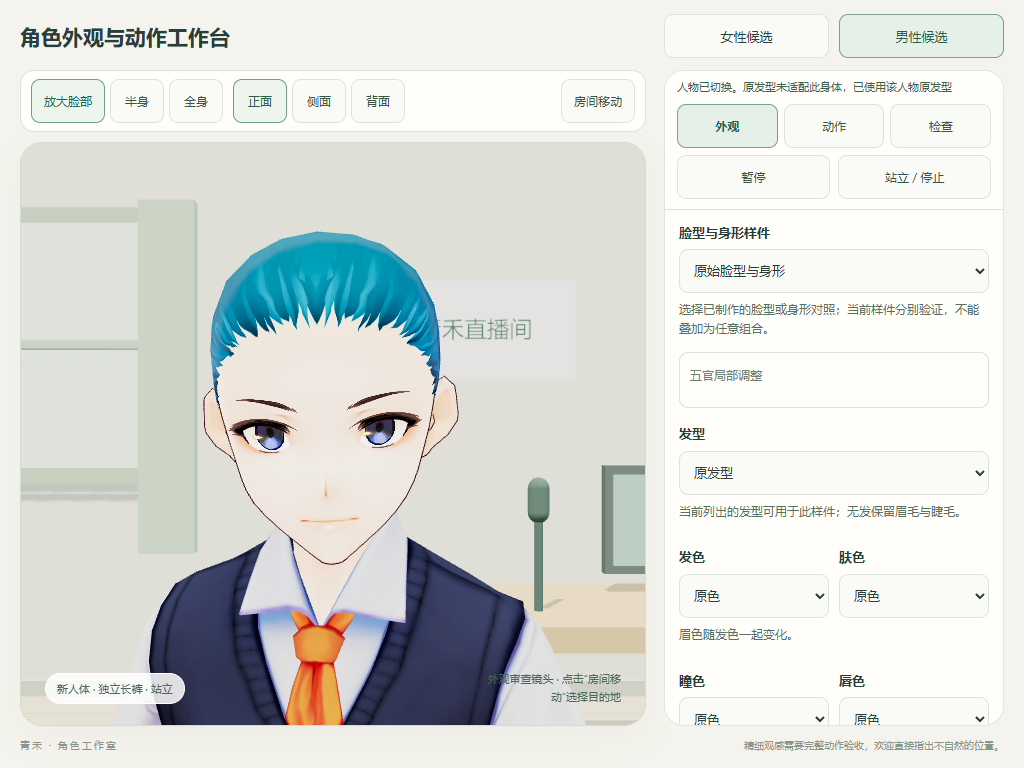 角色外观与动作工作台
女性候选
男性候选
放大脸部
半身
全身
正面
侧面
背面
房间移动
禾直播间
新人体 · 独立长裤 · 站立
外观审查镜头 · 点击“房间移
动”选择目的地
人物已切换。原发型未适配此身体，已使用该人物原发型
外观
动作
检查
暂停
站立 / 停止
脸型与身形样件
原始脸型与身形
选择已制作的脸型或身形对照；当前样件分别验证，不能
叠加为任意组合。
五官局部调整
发型
原发型
当前列出的发型可用于此样件；无发保留眉毛与睫毛。
发色
肤色
原色
原色
眉色随发色一起变化。
瞳色
唇色
原色
原色
青禾 · 角色工作室
精细观感需要完整动作验收，欢迎直接指出不自然的位置。